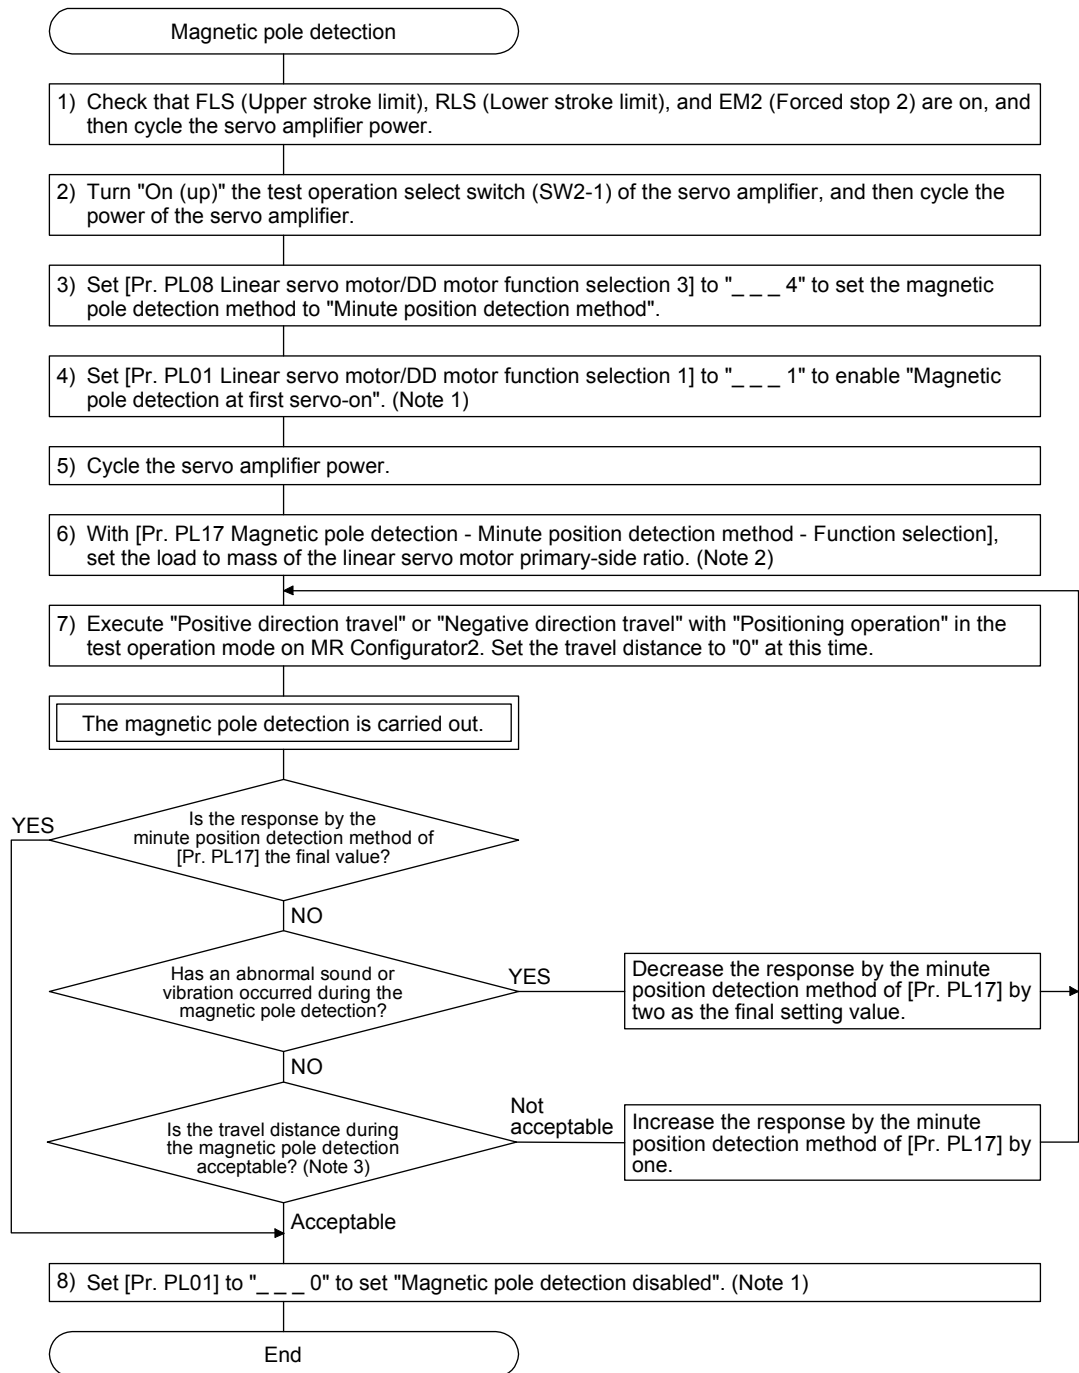 Magnetic pole detection
1) Check that FLS (Upper stroke limit), RLS (Lower stroke limit), and EM2 (Forced stop 2) are on, and
then cycle the servo amplifier power.
2) Turn "On (up)" the test operation select switch (SW2-1) of the servo amplifier, and then cycle the
power of the servo amplifier.
3) Set [Pr. PL08 Linear servo motor/DD motor function selection 3] to "_ _ _ 4" to set the magnetic
pole detection method to "Minute position detection method".
4) Set [Pr. PL01 Linear servo motor/DD motor function selection 1] to "_ _ _ 1" to enable "Magnetic
pole detection at first servo-on". (Note 1)
5) Cycle the servo amplifier power.
6) With [Pr. PL17 Magnetic pole detection - Minute position detection method - Function selection],
set the load to mass of the linear servo motor primary-side ratio. (Note 2)
7) Execute "Positive direction travel" or "Negative direction travel" with "Positioning operation" in the
test operation mode on MR Configurator2. Set the travel distance to "0" at this time.
The magnetic pole detection is carried out.
YES
Is the response by the
minute position detection method of
[Pr. PL17] the final value?
NO
Has an abnormal sound or
vibration occurred during the
magnetic pole detection?
YES
Decrease the response by the minute
position detection method of [Pr. PL17] by
two as the final setting value.
NO
Is the travel distance during
the magnetic pole detection
acceptable? (Note 3)
Not
acceptable
Increase the response by the minute
position detection method of [Pr. PL17] by
one.
Acceptable
8) Set [Pr. PL01] to "_ _ _ 0" to set "Magnetic pole detection disabled". (Note 1)
End